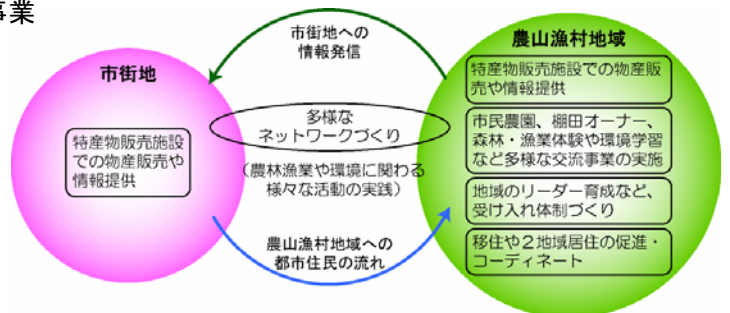 事業
市街地への
情報発信
農山漁村地域
市街地
特産物販売施設での物産販
売や情報提供
多様な
ネットワークづくり
市民農園、棚田オーナー、
森林・漁業体験や環境学習
など多様な交流事業の実施
特産物販売施設
での物産販売や
情報提供
（農林漁業や環境に関わる
様々な活動の実践）
地域のリーダー育成など、
受け入れ体制づくり
農山漁村地域への
都市住民の流れ
移住や２地域居住の促進・
コーディネート